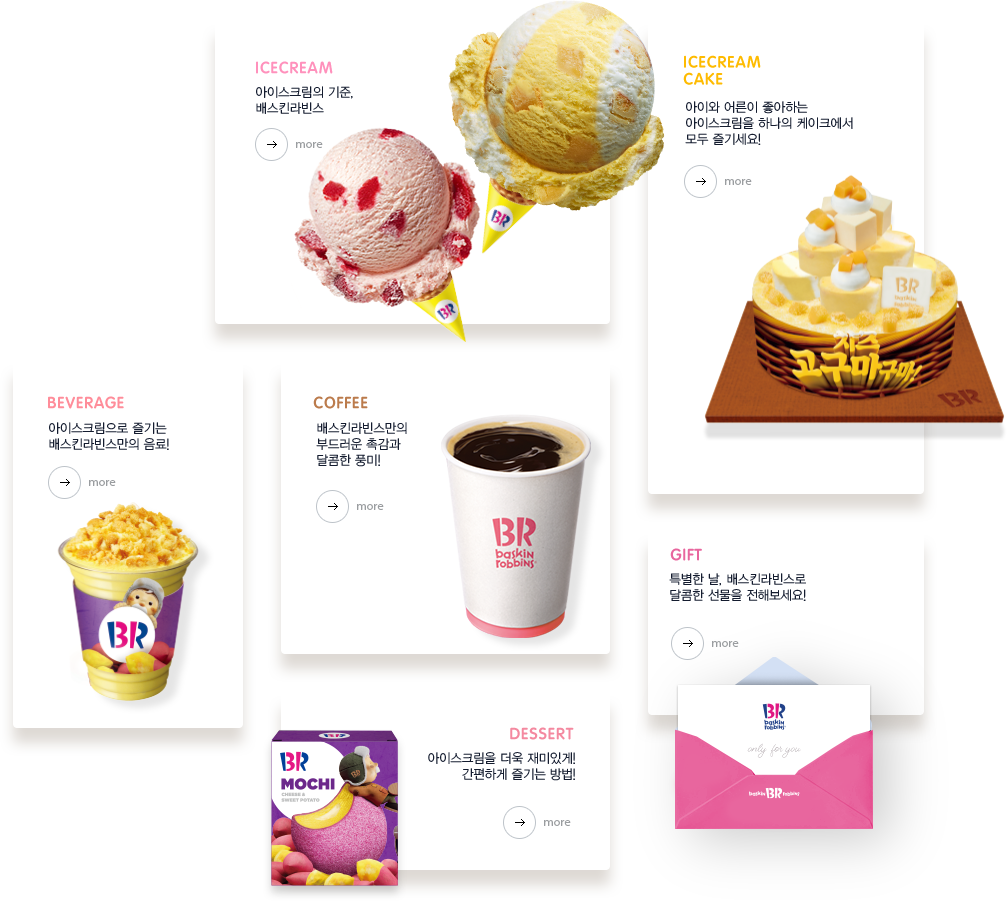 ICECREAM
아이스크림의 기준,
배스킨라빈스
more
BR
BR
ICECREAM
CAKE
아이와 어른이 좋아하는
아이스크림을 하나의 케이크에서
모두 즐기세요!
more
BR
baskin
robbins
치즈
고구마구마!
BR
BEVERAGE
아이스크림으로 즐기는
배스킨라빈스만의 음료!
more
BR
COFFEE
배스킨라빈스만의
부드러운 촉감과
달콤한 풍미!
more
BR
baskin
robbins
GIFT
특별한 날, 배스킨라빈스로
달콤한 선물을 전해보세요!
more
BR
baskin
robbins
only for you
baskin BR robbins
DESSERT
아이스크림을 더욱 재미있게!
간편하게 즐기는 방법!
more
BR
BR
MOCHI
CHEESE &
SWEET POTATO
BR